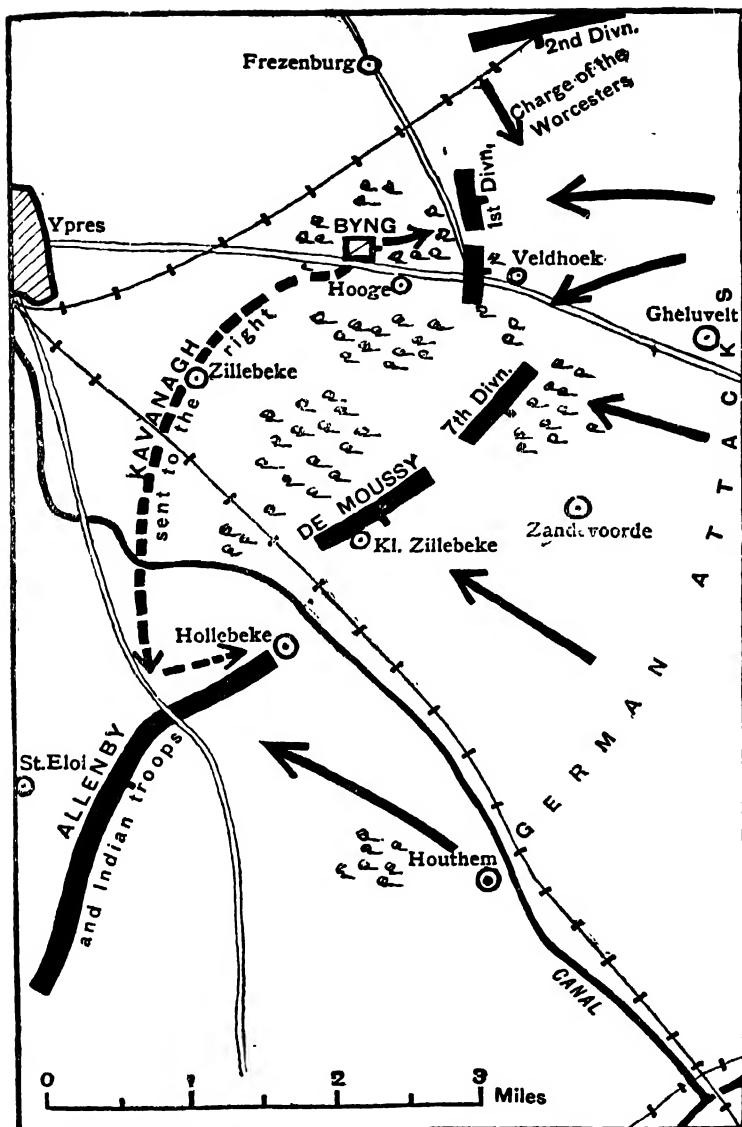 2nd Divn.
Frezenburg
Charge of the
Worcesters
1st Divn.
Ypres
BYNG
Veldhoek
Hooge
Gheluvelt
KAVANAGH
sent to the right
Zillebeke
7th Divn.
DE MOUSSY
Kl. Zillebeke
Zandvoorde
GERMAN ATTACKS
Hollebeke
St. Eloi
ALLENBY
and Indian troops
Houthem
CANAL
0 1 2 3 Miles